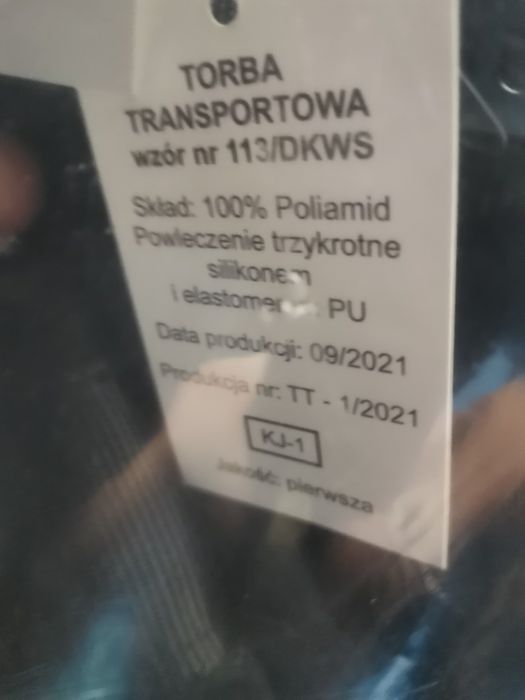 TORBA
TRANSPORTOWA
wzór nr 113/DKWS
Skład: 100% Poliamid
Powleczenie trzykrotne
silikonem
i elastomerem PU
Data produkcji: 09/2021
Produkcja nr: TT - 1/2021
KJ-1
Jakość: pierwsza